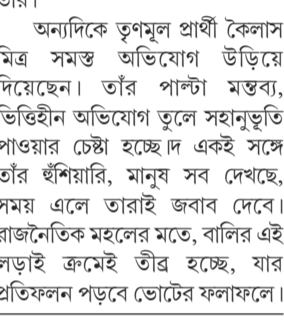 অন্যদিকে তৃণমূল প্রার্থী কৈলাস
মিত্র সমস্ত অভিযোগ উড়িয়ে
দিয়েছেন। তাঁর পাল্টা মন্তব্য,
ভিত্তিহীন অভিযোগ তুলে সহানুভূতি
পাওয়ার চেষ্টা হচ্ছে।দ একই সঙ্গে
তাঁর হুঁশিয়ারি, মানুষ সব দেখছে,
সময় এলে তারাই জবাব দেবে।
রাজনৈতিক মহলের মতে, বালির এই
লড়াই ক্রমেই তীব্র হচ্ছে, যার
প্রতিফলন পড়বে ভোটের ফলাফলে।